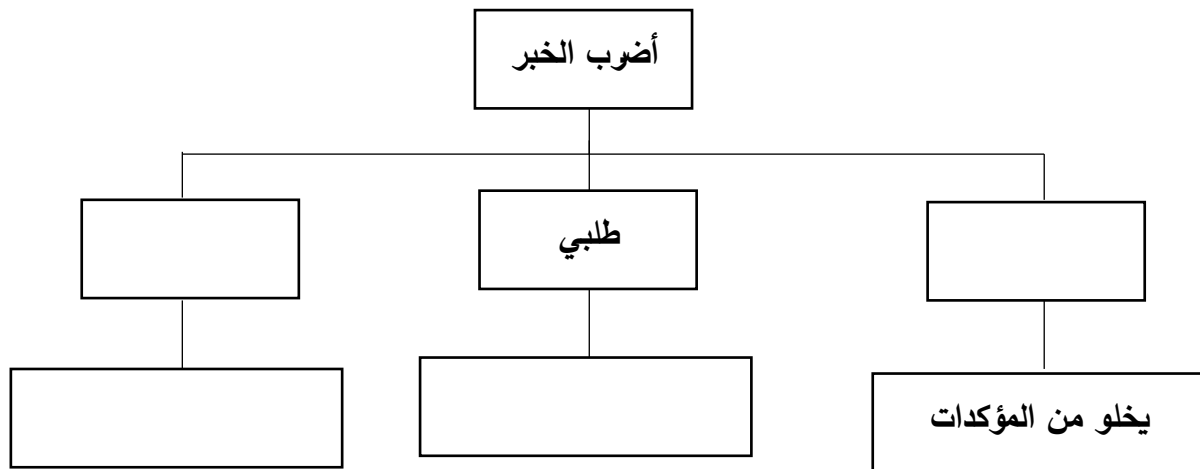 أضرب الخبر
طلبي
يخلو من المؤكدات